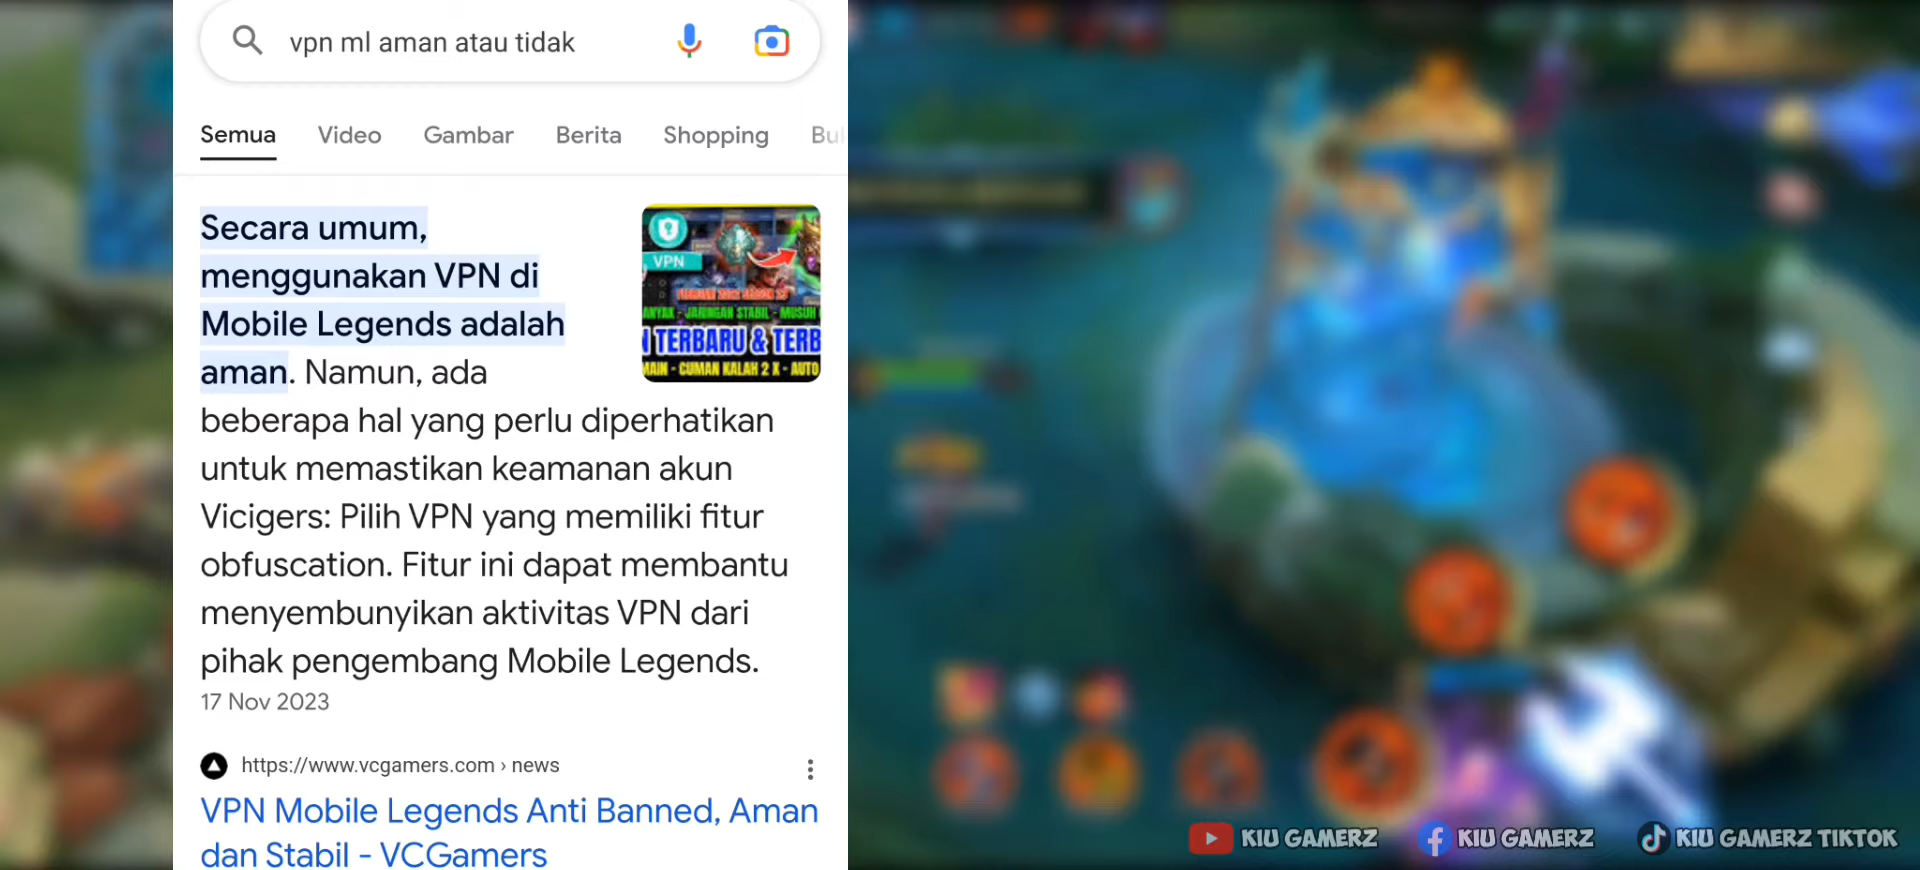 vpn ml aman atau tidak
Semua Video Gambar Berita Shopping Bu
Secara umum,
menggunakan VPN di
Mobile Legends adalah
aman. Namun, ada
beberapa hal yang perlu diperhatikan
untuk memastikan keamanan akun
Vicigers: Pilih VPN yang memiliki fitur
obfuscation. Fitur ini dapat membantu
menyembunyikan aktivitas VPN dari
pihak pengembang Mobile Legends.
17 Nov 2023
VPN
ANYAK - JARINGAN STABIL - MUSUH
TERBARU & TERB
MAIN - CUMAN KALAH 2 X - AUTO
https://www.vcgamers.com › news
VPN Mobile Legends Anti Banned, Aman
dan Stabil - VCGamers
KIU GAMERZ KIU GAMERZ KIU GAMERZ TIKTOK